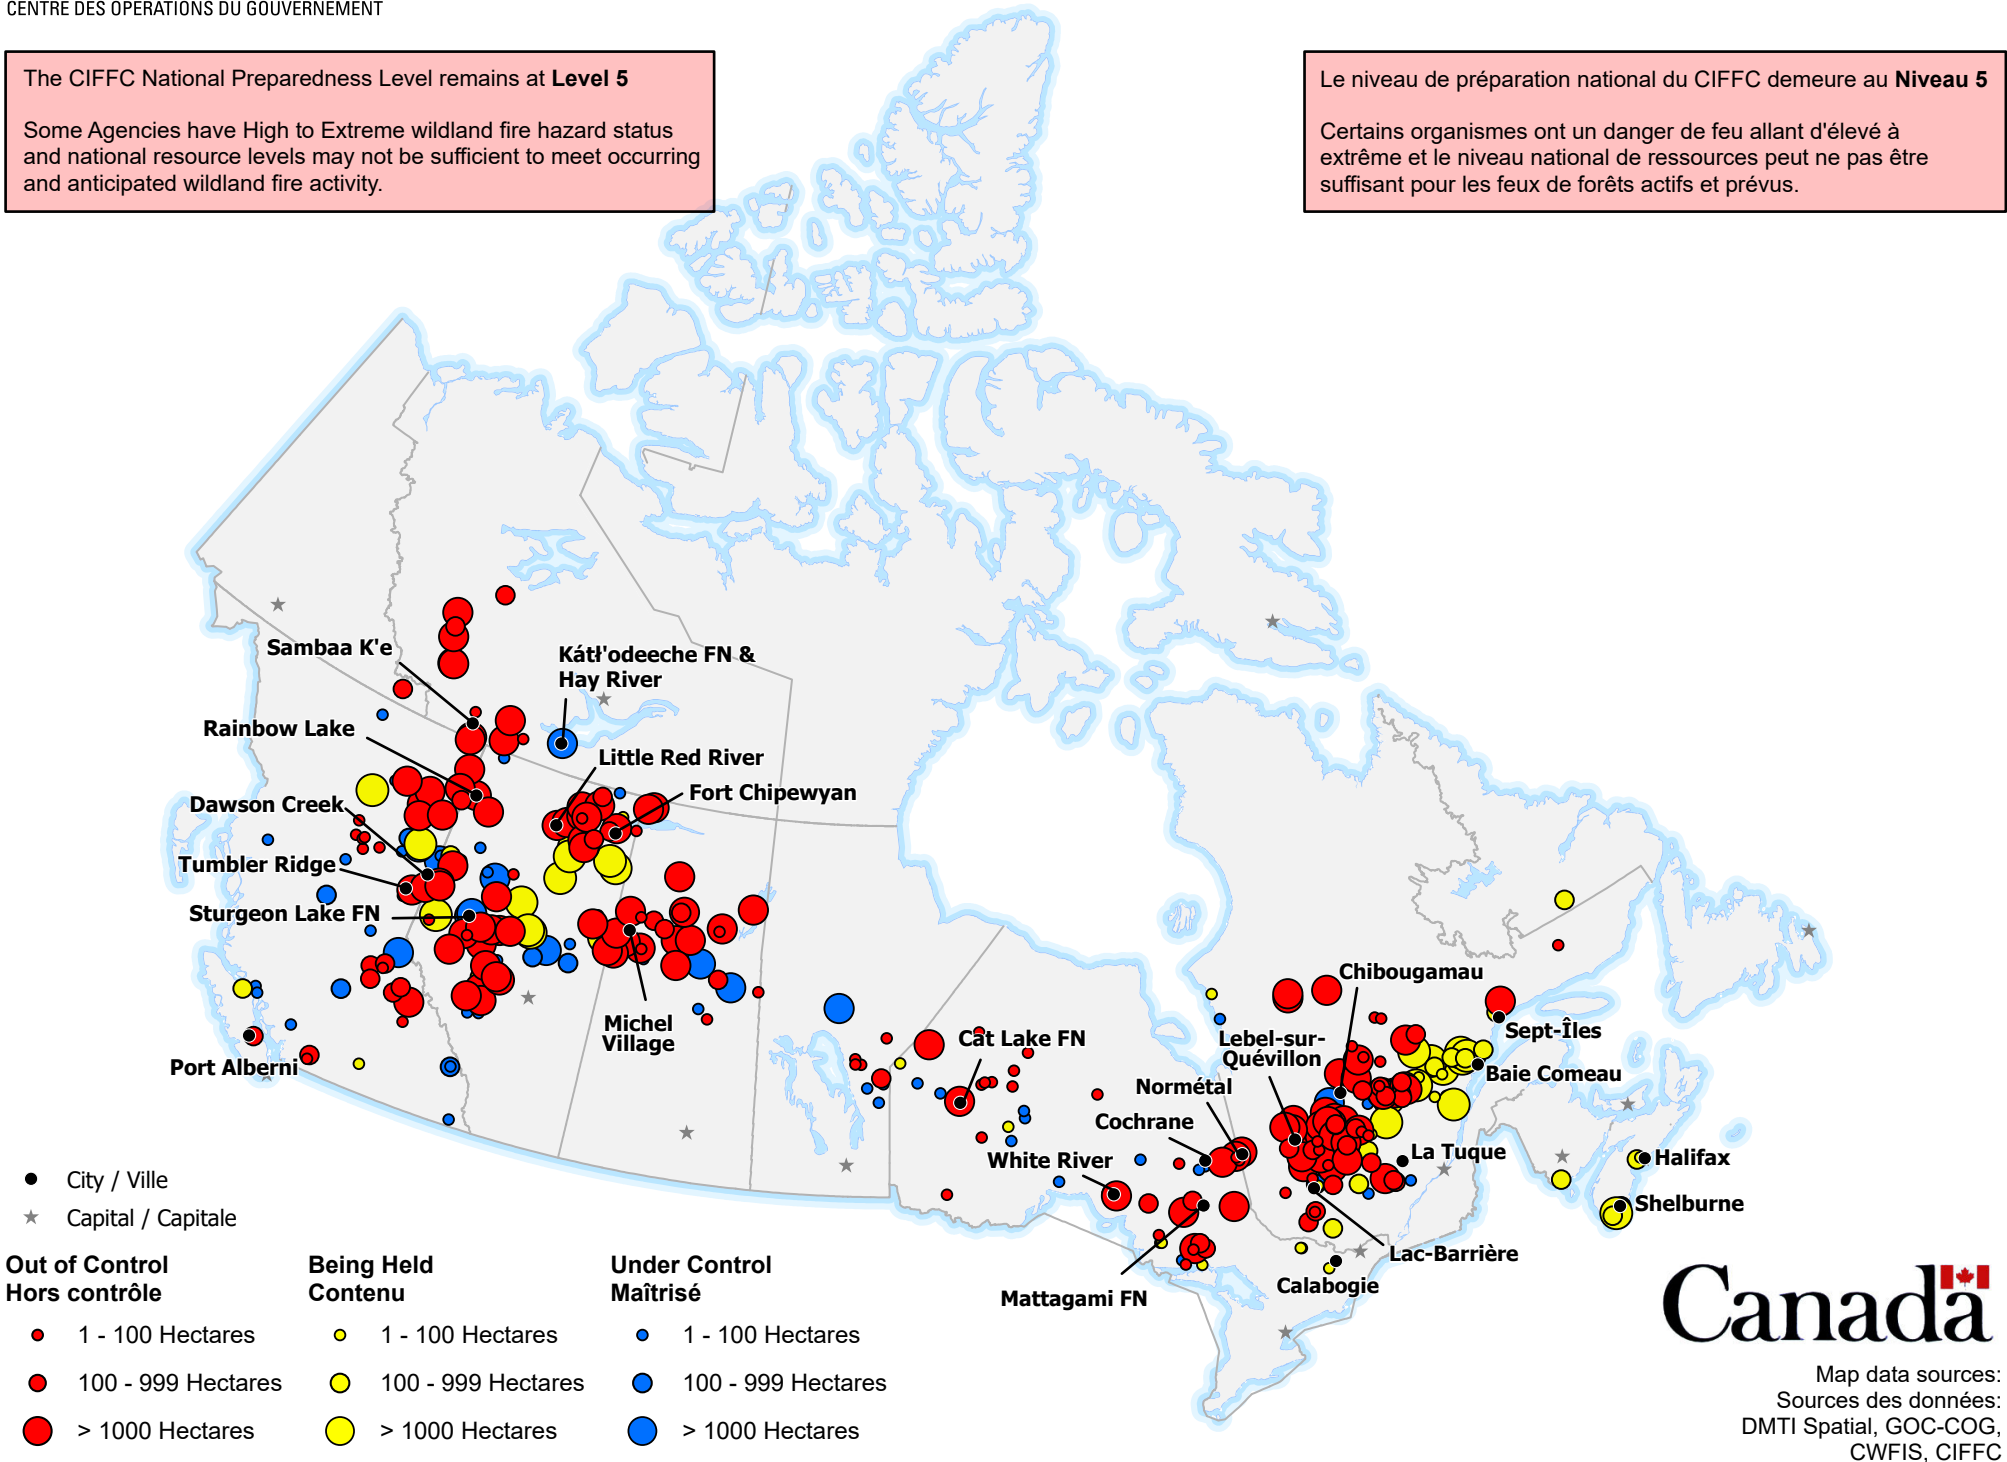 CENTRE DES OPÉRATIONS DU GOUVERNEMENT
The CIFFC National Preparedness Level remains at Level 5
Some Agencies have High to Extreme wildland fire hazard status
and national resource levels may not be sufficient to meet occurring
and anticipated wildland fire activity.
Le niveau de préparation national du CIFFC demeure au Niveau 5
Certains organismes ont un danger de feu allant d'élevé à
extrême et le niveau national de ressources peut ne pas être
suffisant pour les feux de forêts actifs et prévus.
Sambaa K'e
Kátł'odeeche FN &
Hay River
Rainbow Lake
Little Red River
Dawson Creek
Fort Chipewyan
Tumbler Ridge
Sturgeon Lake FN
Michel
Village
Port Alberni
Cat Lake FN
Chibougamau
Lebel-sur-
Quévillon
Sept-Îles
Baie Comeau
Normétal
Cochrane
White River
La Tuque
Halifax
Shelburne
Lac-Barrière
Calabogie
Mattagami FN
City / Ville
Capital / Capitale
Out of Control
Hors contrôle
1 - 100 Hectares
100 - 999 Hectares
> 1000 Hectares
Being Held
Contenu
1 - 100 Hectares
100 - 999 Hectares
> 1000 Hectares
Under Control
Maîtrisé
1 - 100 Hectares
100 - 999 Hectares
> 1000 Hectares
Canada
Map data sources:
Sources des données:
DMTI Spatial, GOC-COG,
CWFIS, CIFFC